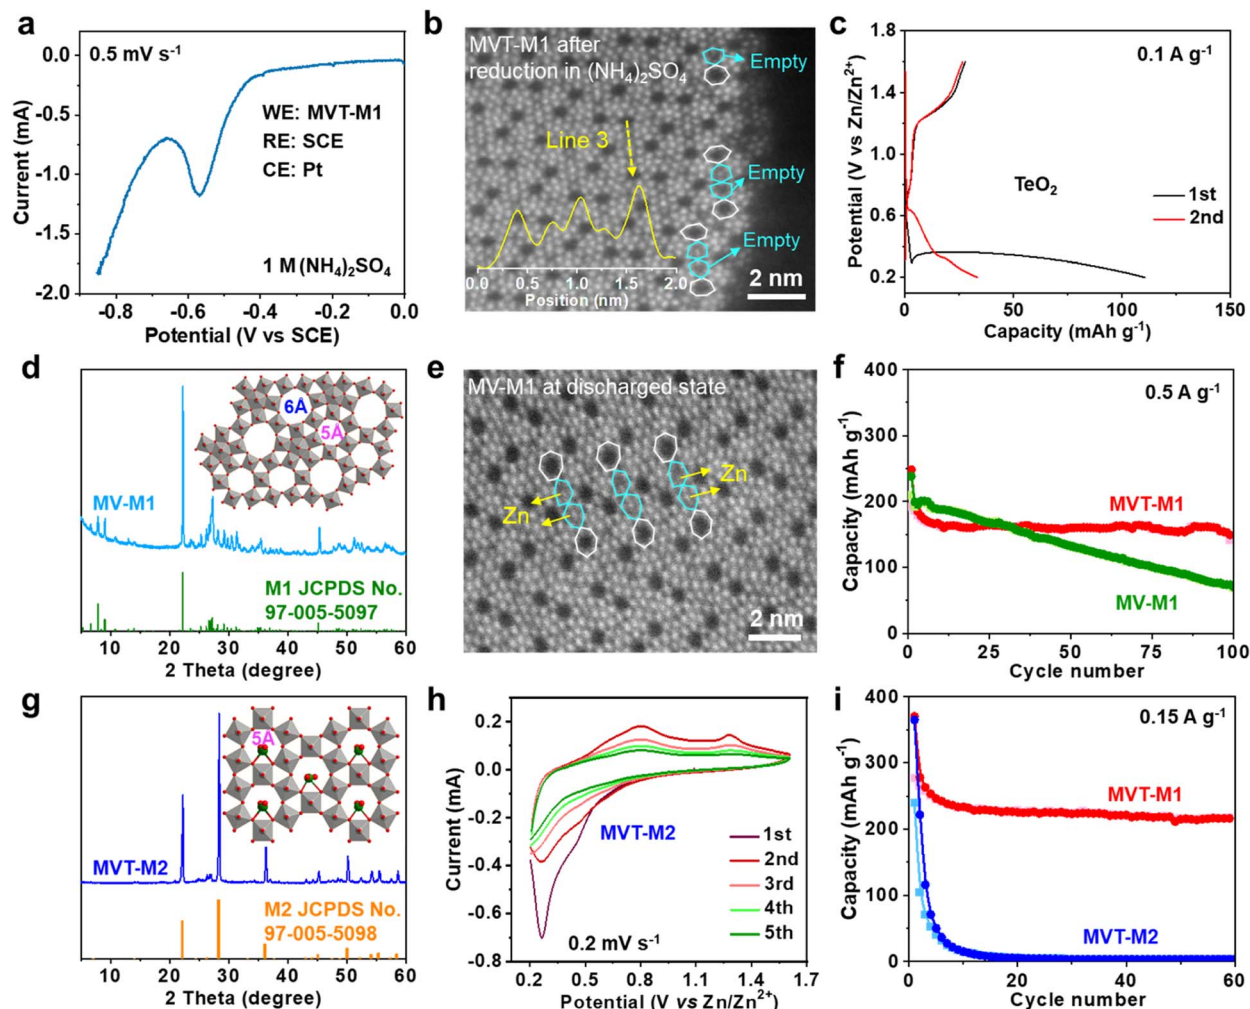 a
0.5 mV s⁻¹
WE: MVT-M1
RE: SCE
CE: Pt
1 M (NH₄)₂SO₄
0.0
-0.5
-1.0
-1.5
-2.0
Current (mA)
-0.8 -0.6 -0.4 -0.2 0.0
Potential (V vs SCE)
b
MVT-M1 after
reduction in (NH₄)₂SO₄
Line 3
Empty
Empty
Empty
0.0 0.5 1.0 1.5 2.0
Position (nm)
2 nm
c
0.1 A g⁻¹
TeO₂
1st
2nd
1.8
1.4
1.0
0.6
0.2
Potential (V vs Zn/Zn²⁺)
0 50 100 150
Capacity (mAh g⁻¹)
d
6Å
5Å
MV-M1
M1 JCPDS No.
97-005-5097
10 20 30 40 50 60
2 Theta (degree)
e
MV-M1 at discharged state
Zn
Zn
2 nm
f
0.5 A g⁻¹
MVT-M1
MV-M1
400
300
200
100
0
Capacity (mAh g⁻¹)
0 25 50 75 100
Cycle number
g
5Å
MVT-M2
M2 JCPDS No.
97-005-5098
10 20 30 40 50 60
2 Theta (degree)
h
MVT-M2
1st
2nd
3rd
4th
5th
0.2 mV s⁻¹
0.2
0.0
-0.2
-0.4
-0.6
-0.8
Current (mA)
0.2 0.5 0.8 1.1 1.4 1.7
Potential (V vs Zn/Zn²⁺)
i
0.15 A g⁻¹
MVT-M1
MVT-M2
400
300
200
100
0
Capacity (mAh g⁻¹)
0 20 40 60
Cycle number